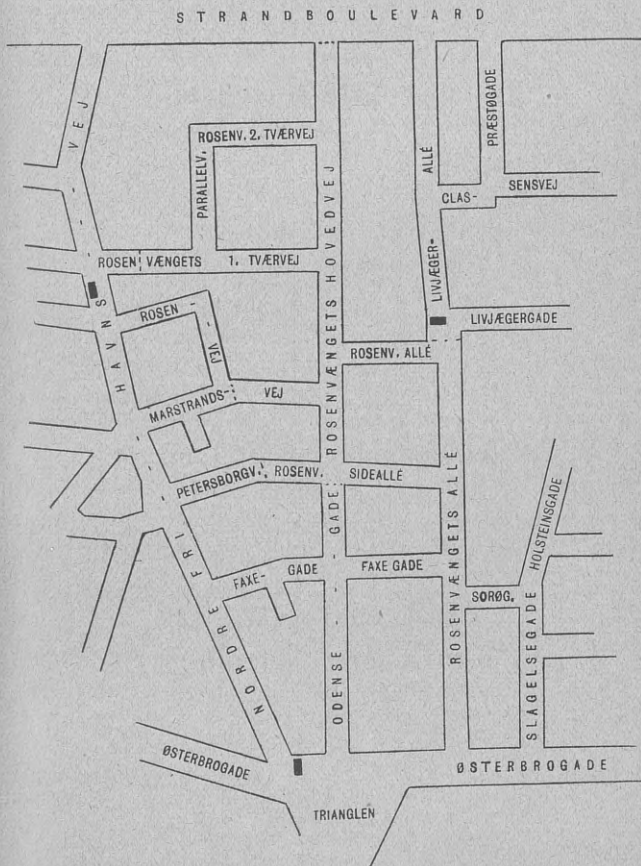 STRANDBOULEVARD
NORDRE FRI - HAVNS - VEJ
PRÆSTØGADE
ROSENV. 2. TVÆRVEJ
PARALLELV.
CLAS-
SENSVEJ
ROSENVÆNGETS HOVEDVEJ
LIVJÆGER-
ALLÉ
ROSEN VÆNGETS 1. TVÆRVEJ
ROSEN - - VEJ
LIVJÆGERGADE
ROSENV. ALLÉ
MARSTRANDS- VEJ
PETERSBORGV.
ROSENV. SIDEALLÉ
ROSENVÆNGETS ALLÉ
HOLSTEINSGADE
FAXE- GADE
FAXE GADE
SORØG.
ODENSE - - GADE
SLAGELSEGADE
ØSTERBROGADE
ØSTERBROGADE
TRIANGLEN